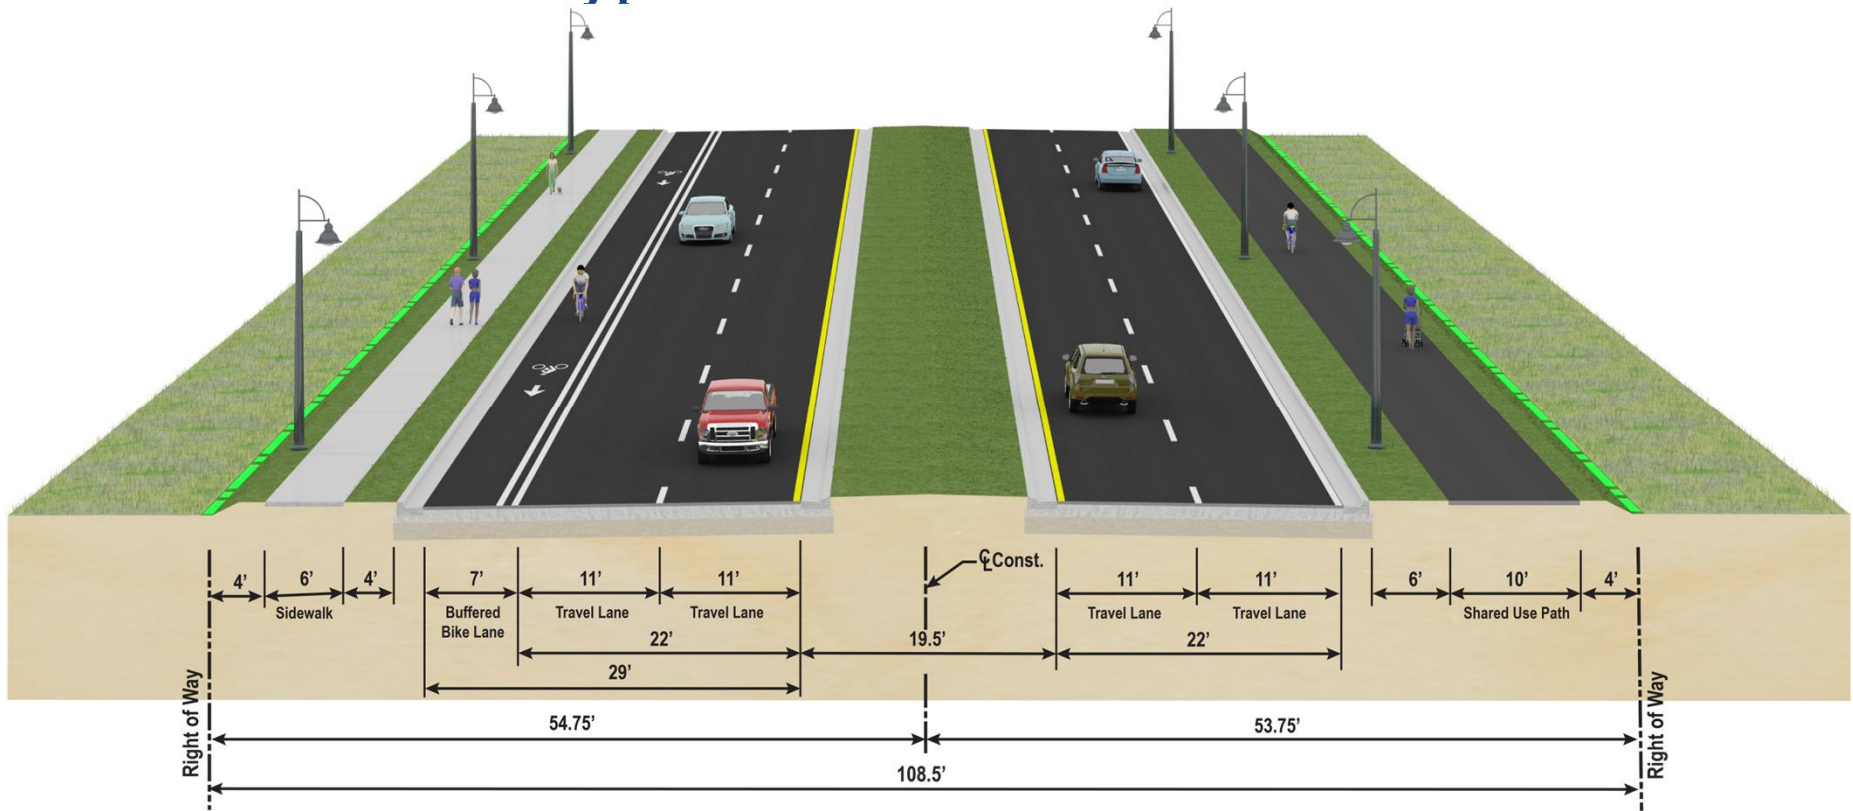 4' 6' 4' 7' 11' 11' ℄ Const. 11' 11' 6' 10' 4'
Sidewalk Buffered Travel Lane Travel Lane Travel Lane Travel Lane Shared Use Path
Bike Lane
22' 19.5' 22'
29'
Right of Way
54.75' 53.75'
Right of Way
108.5'